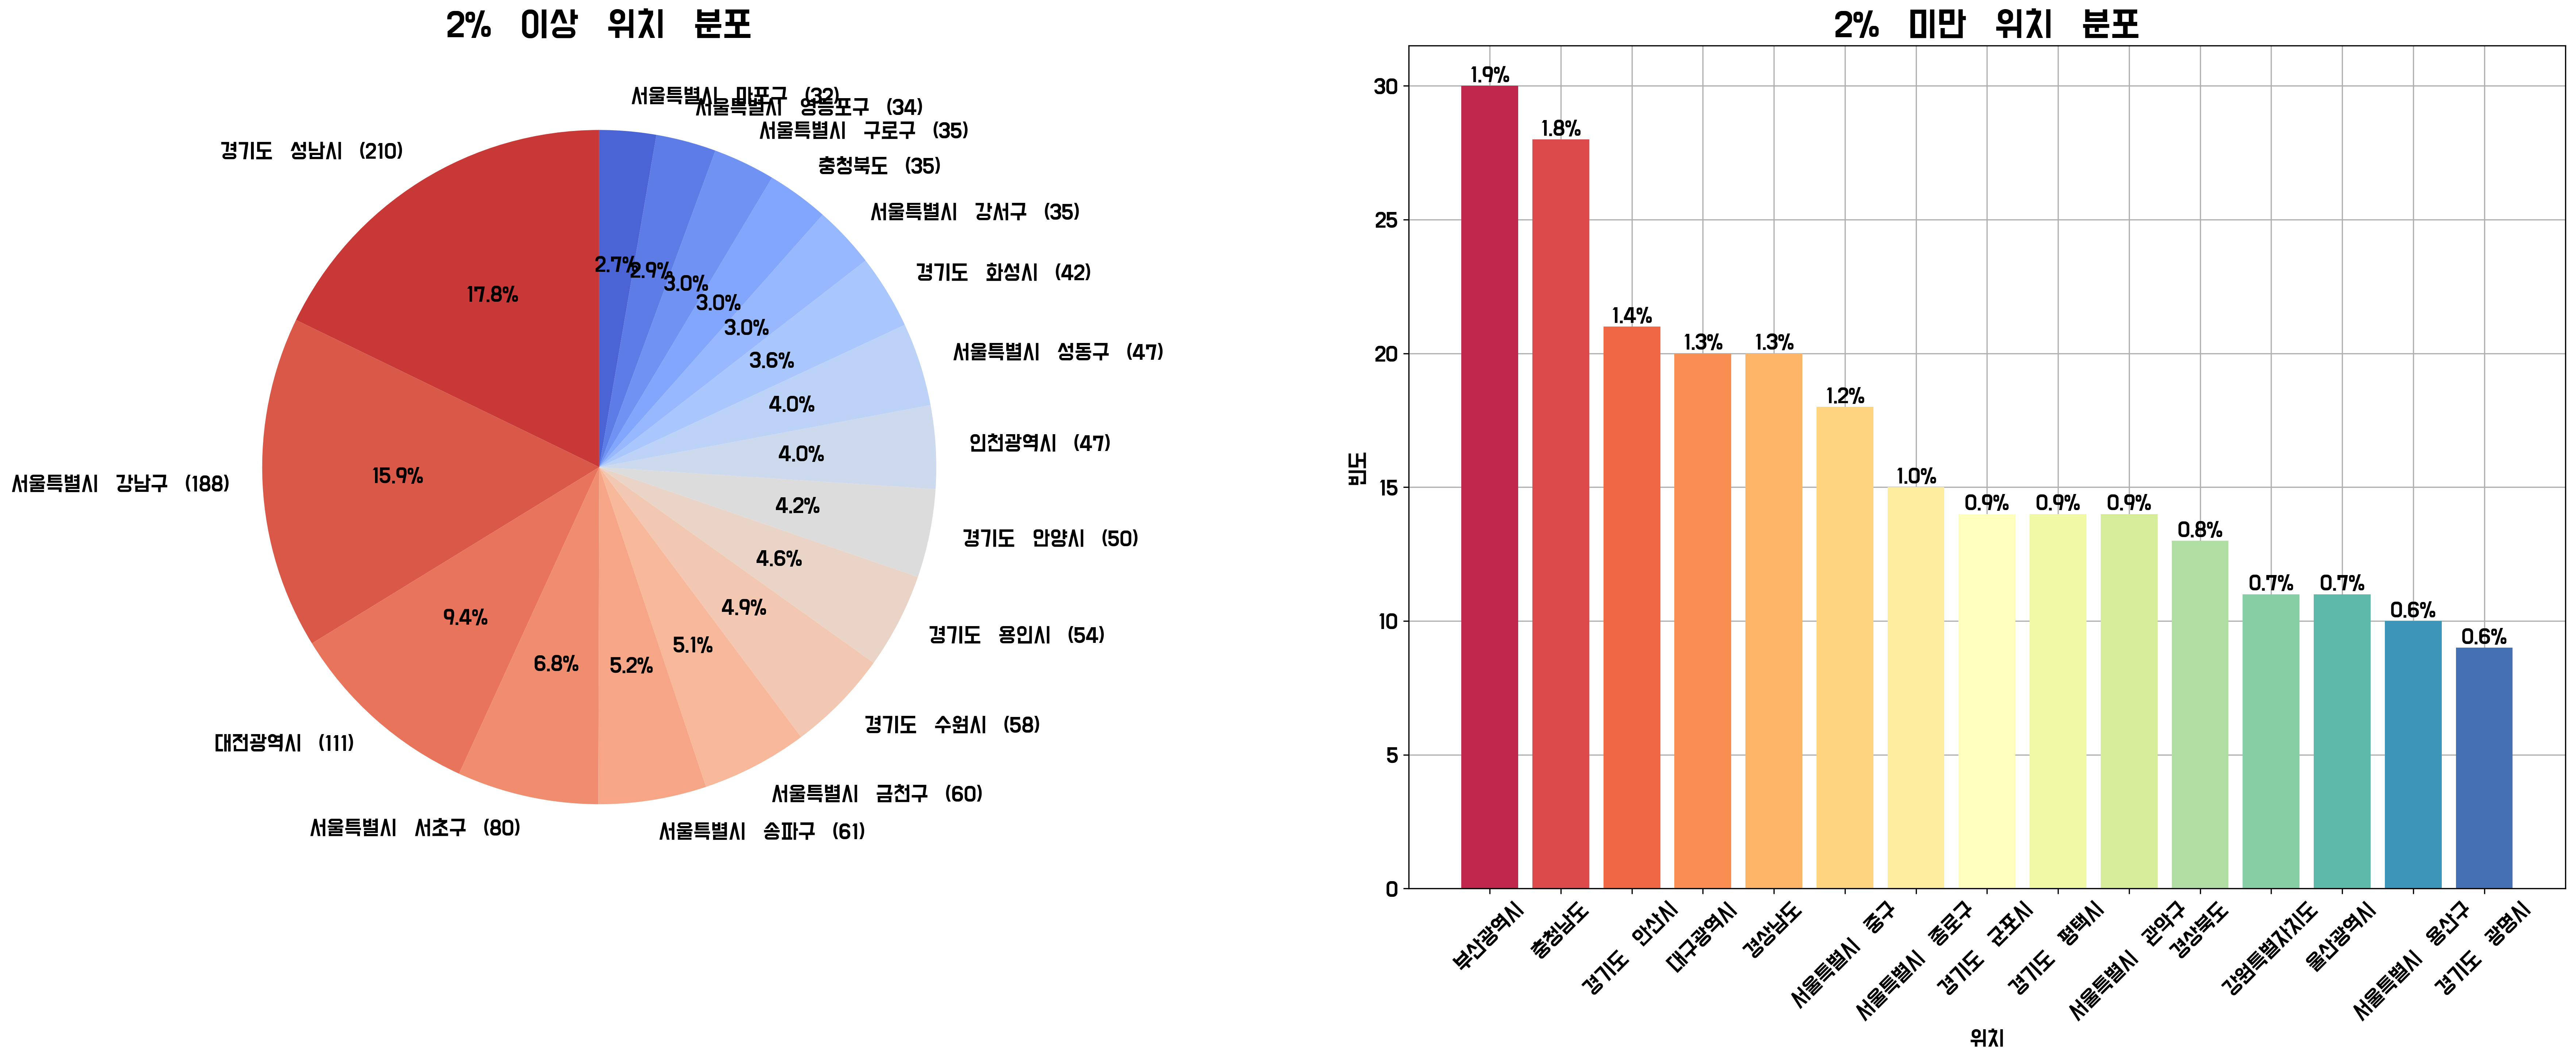 2% 이상 위치 분포
서울특별시 마포구 (32)
서울특별시 영등포구 (34)
서울특별시 구로구 (35)
충청북도 (35)
서울특별시 강서구 (35)
경기도 화성시 (42)
서울특별시 성동구 (47)
인천광역시 (47)
경기도 안양시 (50)
경기도 용인시 (54)
경기도 수원시 (58)
서울특별시 금천구 (60)
서울특별시 송파구 (61)
서울특별시 서초구 (80)
대전광역시 (111)
서울특별시 강남구 (188)
경기도 성남시 (210)
2.7%
2.9%
3.0%
3.0%
3.0%
3.6%
4.0%
4.0%
4.2%
4.6%
4.9%
5.1%
5.2%
6.8%
9.4%
15.9%
17.8%
2% 미만 위치 분포
빈도
30
25
20
15
10
5
0
1.9%
1.8%
1.4%
1.3%
1.3%
1.2%
1.0%
0.9%
0.9%
0.9%
0.8%
0.7%
0.7%
0.6%
0.6%
부산광역시
충청남도
경기도 안산시
대구광역시
경상남도
서울특별시 중구
서울특별시 종로구
경기도 군포시
경기도 평택시
서울특별시 관악구
경상북도
강원특별자치도
울산광역시
서울특별시 용산구
경기도 광명시
위치